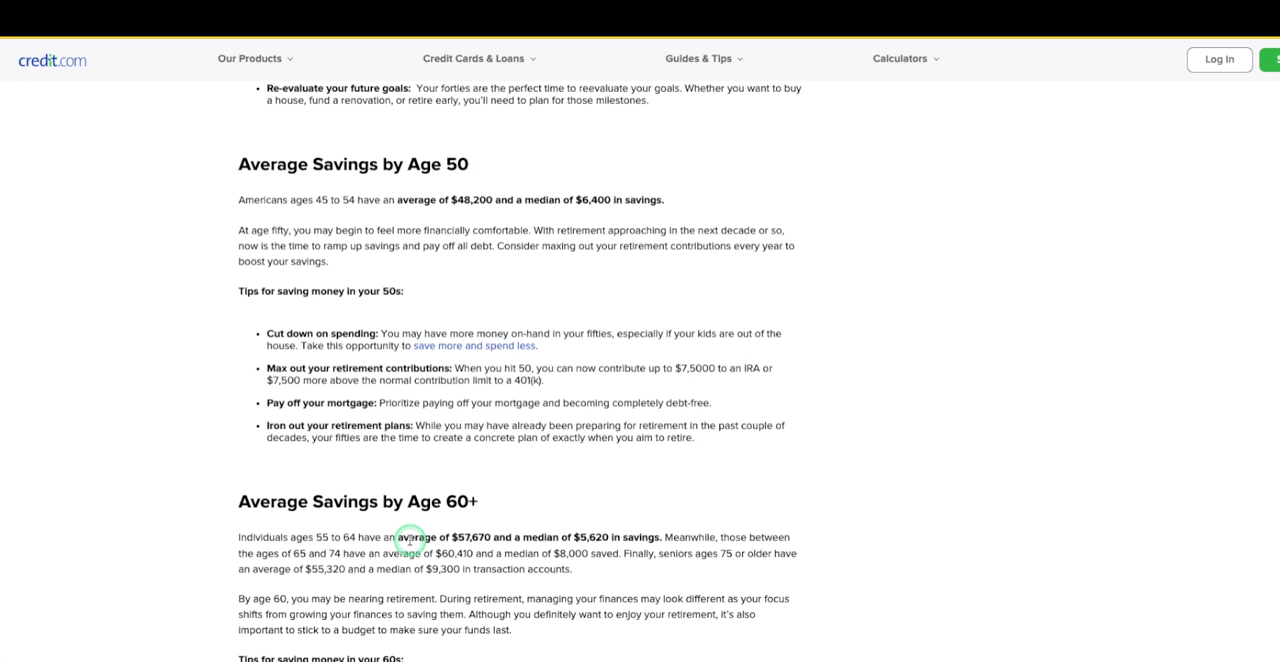 credit.com
Our Products
Credit Cards & Loans
Guides & Tips
Calculators
Log In
S
• Re-evaluate your future goals: Your forties are the perfect time to reevaluate your goals. Whether you want to buy
a house, fund a renovation, or retire early, you'll need to plan for those milestones.
Average Savings by Age 50
Americans ages 45 to 54 have an average of $48,200 and a median of $6,400 in savings.
At age fifty, you may begin to feel more financially comfortable. With retirement approaching in the next decade or so,
now is the time to ramp up savings and pay off all debt. Consider maxing out your retirement contributions every year to
boost your savings.
Tips for saving money in your 50s:
• Cut down on spending: You may have more money on-hand in your fifties, especially if your kids are out of the
house. Take this opportunity to save more and spend less.
• Max out your retirement contributions: When you hit 50, you can now contribute up to $7,5000 to an IRA or
$7,500 more above the normal contribution limit to a 401(k).
• Pay off your mortgage: Prioritize paying off your mortgage and becoming completely debt-free.
• Iron out your retirement plans: While you may have already been preparing for retirement in the past couple of
decades, your fifties are the time to create a concrete plan of exactly when you aim to retire.
Average Savings by Age 60+
Individuals ages 55 to 64 have an average of $57,670 and a median of $5,620 in savings. Meanwhile, those between
the ages of 65 and 74 have an average of $60,410 and a median of $8,000 saved. Finally, seniors ages 75 or older have
an average of $55,320 and a median of $9,300 in transaction accounts.
By age 60, you may be nearing retirement. During retirement, managing your finances may look different as your focus
shifts from growing your finances to saving them. Although you definitely want to enjoy your retirement, it's also
important to stick to a budget to make sure your funds last.
Tips for saving money in your 60s: